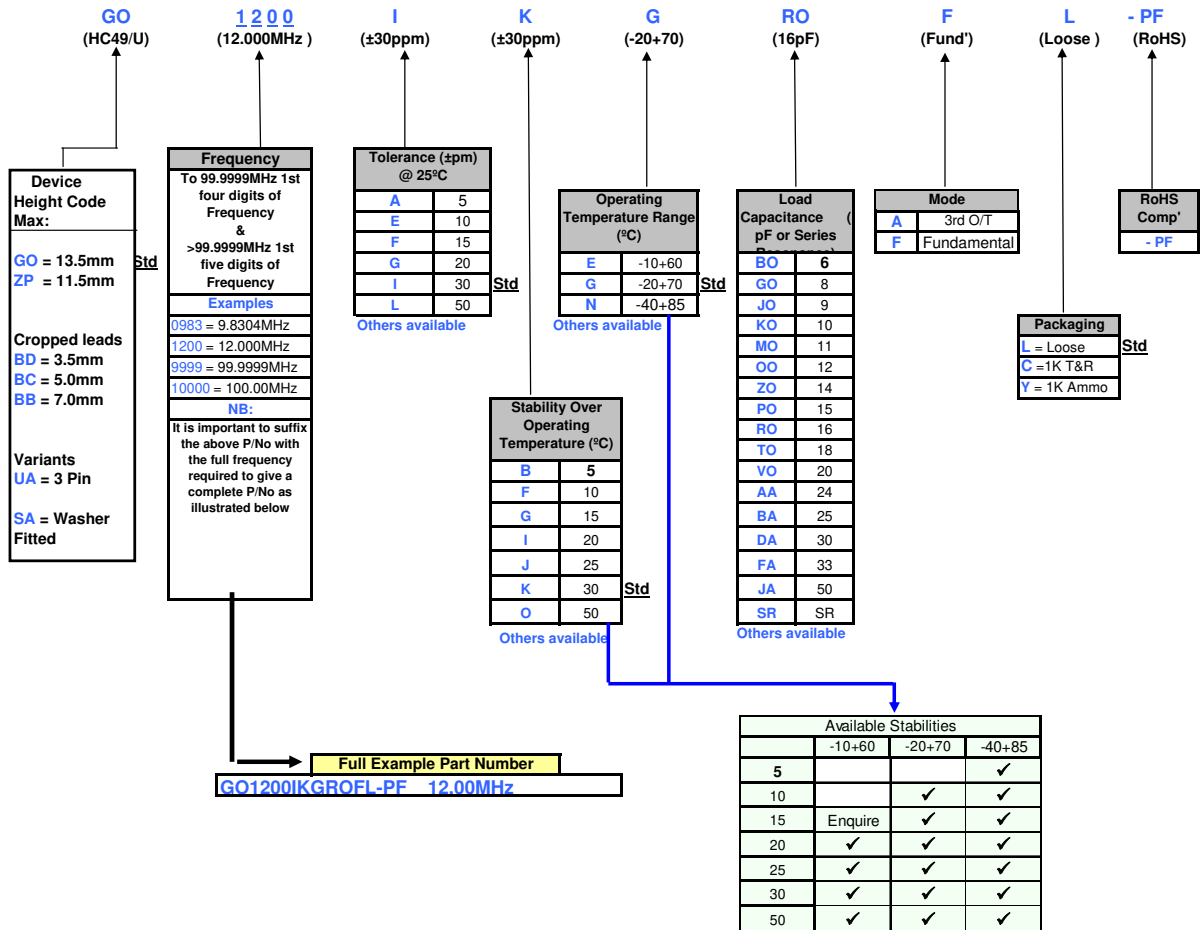 GO 1200 I K G RO F L - PF
(HC49/U) (12.000MHz ) (±30ppm) (±30ppm) (-20+70) (16pF) (Fund') (Loose ) (RoHS)
Device
Height Code
Max:
GO = 13.5mm Std
ZP = 11.5mm
Cropped leads
BD = 3.5mm
BC = 5.0mm
BB = 7.0mm
Variants
UA = 3 Pin
SA = Washer
Fitted
Frequency
To 99.9999MHz 1st
four digits of
Frequency
&
>99.9999MHz 1st
five digits of
Frequency
Examples
0983 = 9.8304MHz
1200 = 12.000MHz
9999 = 99.9999MHz
10000 = 100.00MHz
NB:
It is important to suffix
the above P/No with
the full frequency
required to give a
complete P/No as
illustrated below
Tolerance (±pm)
@ 25ºC
A 5
E 10
F 15
G 20
I 30 Std
L 50
Others available
Stability Over
Operating
Temperature (ºC)
B 5
F 10
G 15
I 20
J 25
K 30 Std
O 50
Others available
Operating
Temperature Range
(ºC)
E -10+60
G -20+70 Std
N -40+85
Others available
Load
Capacitance (
pF or Series
Resonance)
BO 6
GO 8
JO 9
KO 10
MO 11
OO 12
ZO 14
PO 15
RO 16
TO 18
VO 20
AA 24
BA 25
DA 30
FA 33
JA 50
SR SR
Others available
Mode
A 3rd O/T
F Fundamental
Packaging
L = Loose Std
C =1K T&R
Y = 1K Ammo
RoHS
Comp'
- PF
Full Example Part Number
GO1200IKGROFL-PF 12.00MHz
Available Stabilities
-10+60 -20+70 -40+85
5 ✓
10 ✓ ✓
15 Enquire ✓ ✓
20 ✓ ✓ ✓
25 ✓ ✓ ✓
30 ✓ ✓ ✓
50 ✓ ✓ ✓